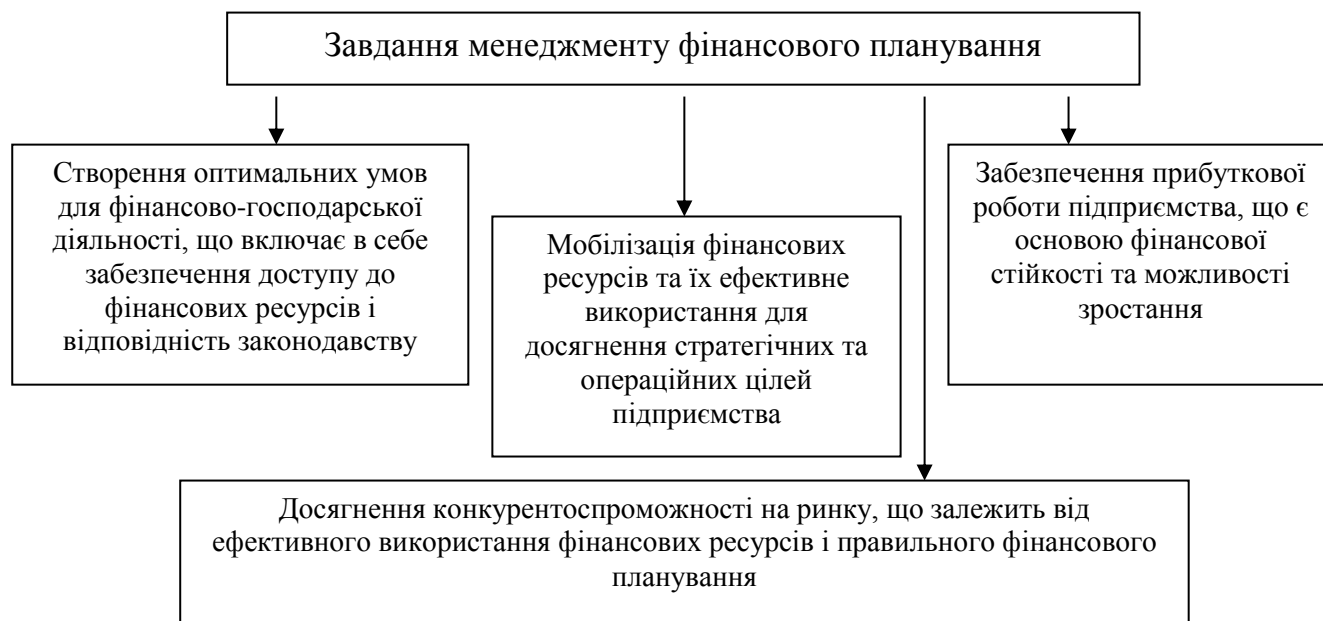 Завдання менеджменту фінансового планування
Створення оптимальних умов
для фінансово-господарської
діяльності, що включає в себе
забезпечення доступу до
фінансових ресурсів і
відповідність законодавству
Мобілізація фінансових
ресурсів та їх ефективне
використання для
досягнення стратегічних та
операційних цілей
підприємства
Забезпечення прибуткової
роботи підприємства, що є
основою фінансової
стійкості та можливості
зростання
Досягнення конкурентоспроможності на ринку, що залежить від
ефективного використання фінансових ресурсів і правильного фінансового
планування